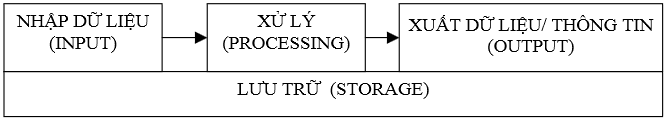 NHẬP DỮ LIỆU
(INPUT)
XỬ LÝ
(PROCESSING)
XUẤT DỮ LIỆU/ THÔNG TIN
(OUTPUT)
LƯU TRỮ (STORAGE)